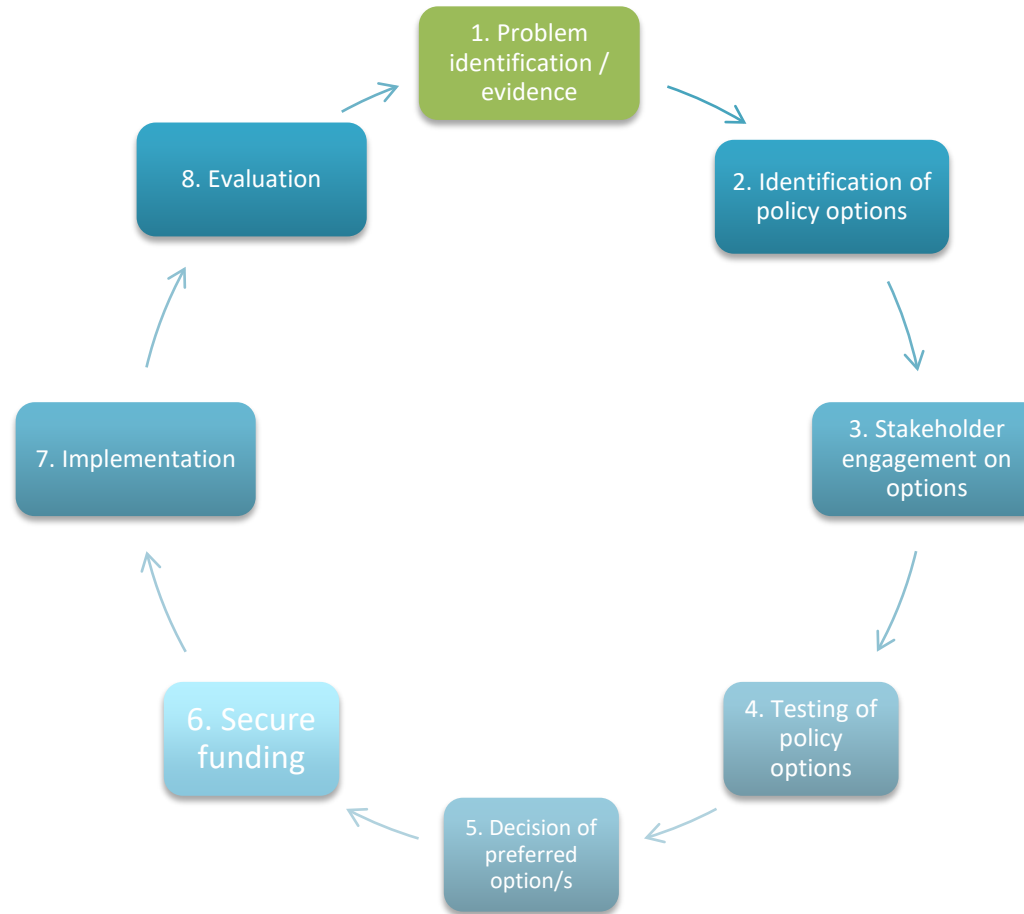 1. Problem
identification /
evidence
2. Identification of
policy options
3. Stakeholder
engagement on
options
4. Testing of
policy
options
5. Decision of
preferred
option/s
6. Secure
funding
7. Implementation
8. Evaluation